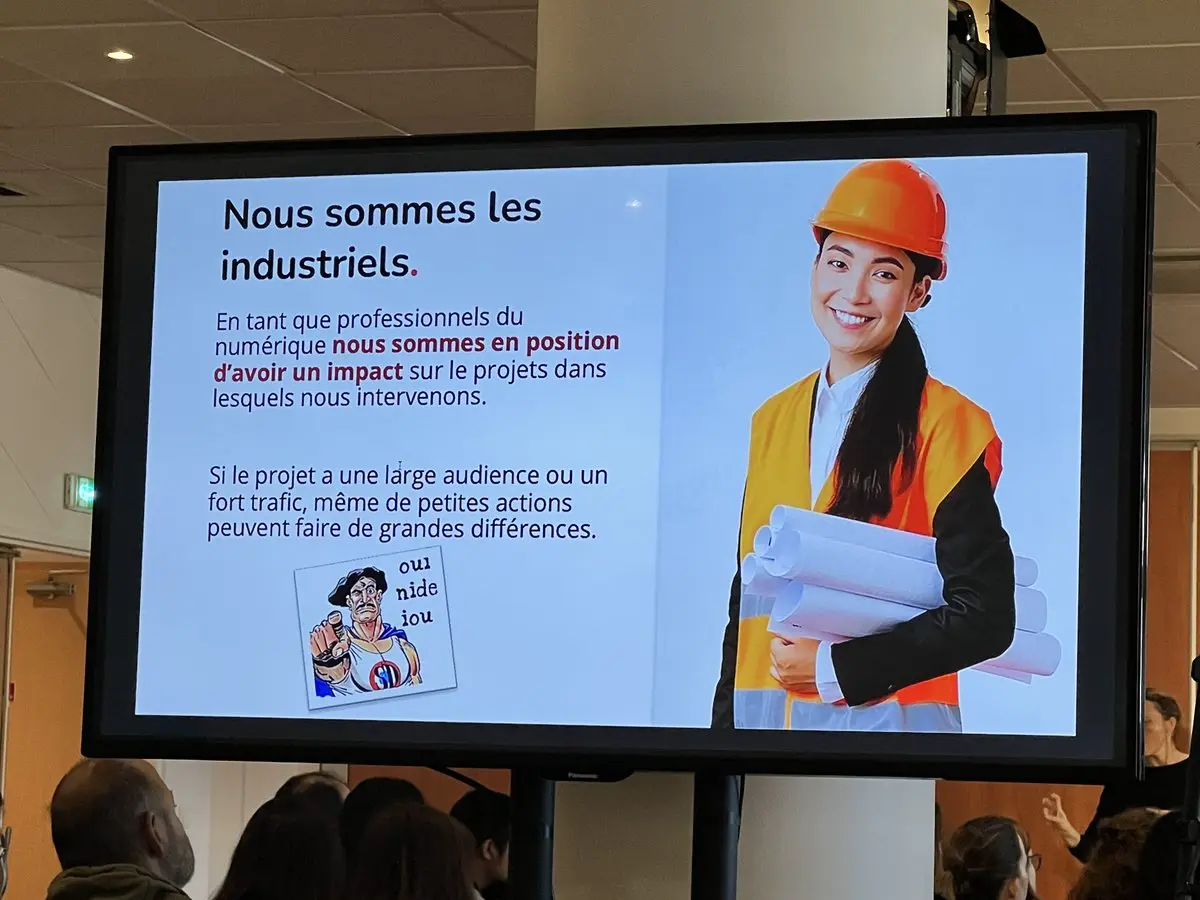 Nous sommes les
industriels.
En tant que professionnels du
numérique nous sommes en position
d'avoir un impact sur le projets dans
lesquels nous intervenons.
Si le projet a une large audience ou un
fort trafic, même de petites actions
peuvent faire de grandes différences.
oui
nide
iou
SD
Panasonic